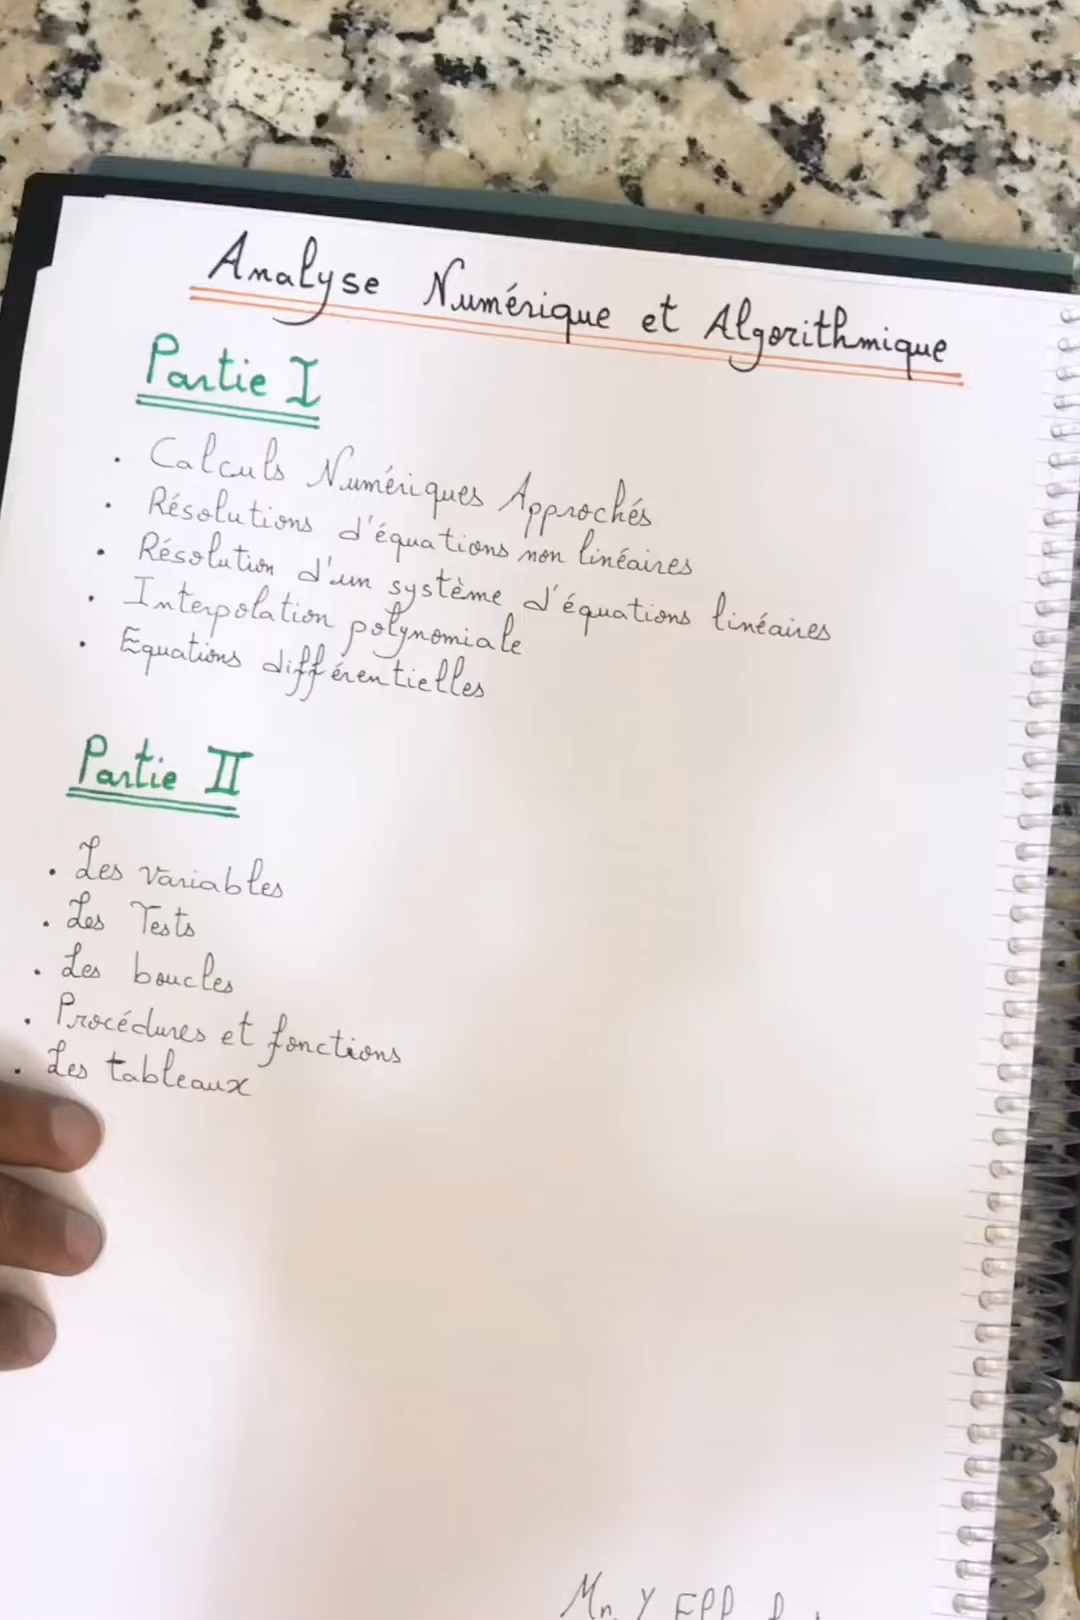 Analyse Numérique et Algorithmique
Partie I
. Calculs Numériques Approchés
. Résolutions d'équations non linéaires
. Résolution d'un système d'équations linéaires
. Interpolation polynomiale
. Equations différentielles
Partie II
. Les variables
. Les Tests
. Les boucles
. Procédures et fonctions
. Les tableaux
Mr. Y